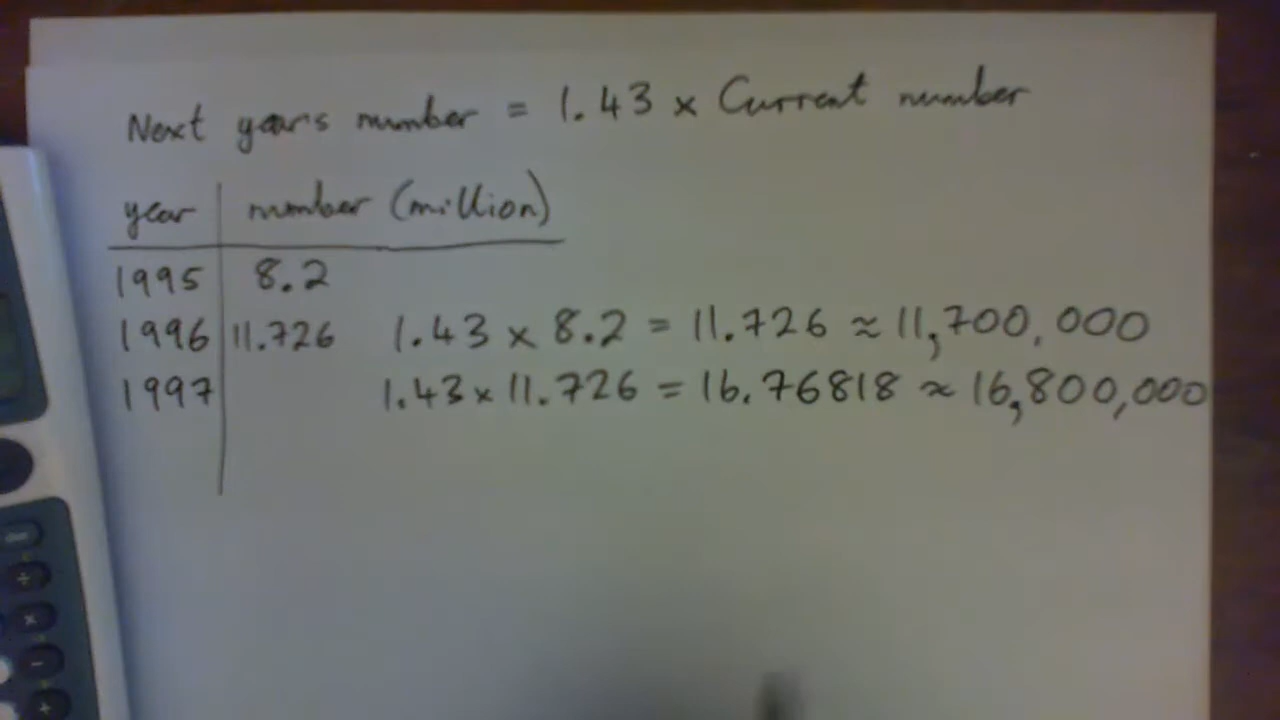 Next years number = 1.43 × Current number
year number (million)
1995 8.2
1996 11.726 1.43 × 8.2 = 11.726 ≈ 11,700,000
1997 1.43 × 11.726 = 16.76818 ≈ 16,800,000